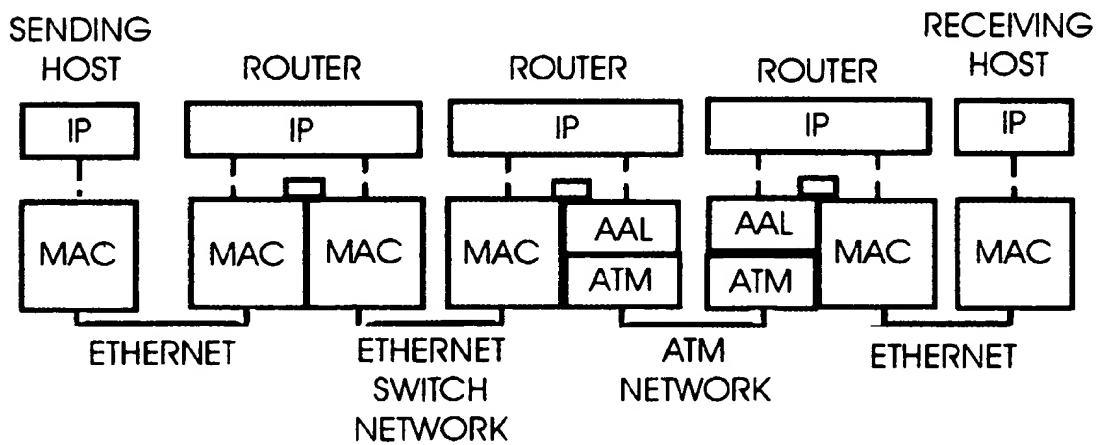 SENDING
HOST
ROUTER
ROUTER
ROUTER
RECEIVING
HOST
IP
IP
IP
IP
IP
MAC
MAC
MAC
MAC
AAL
ATM
AAL
ATM
MAC
MAC
ETHERNET
ETHERNET
SWITCH
NETWORK
ATM
NETWORK
ETHERNET